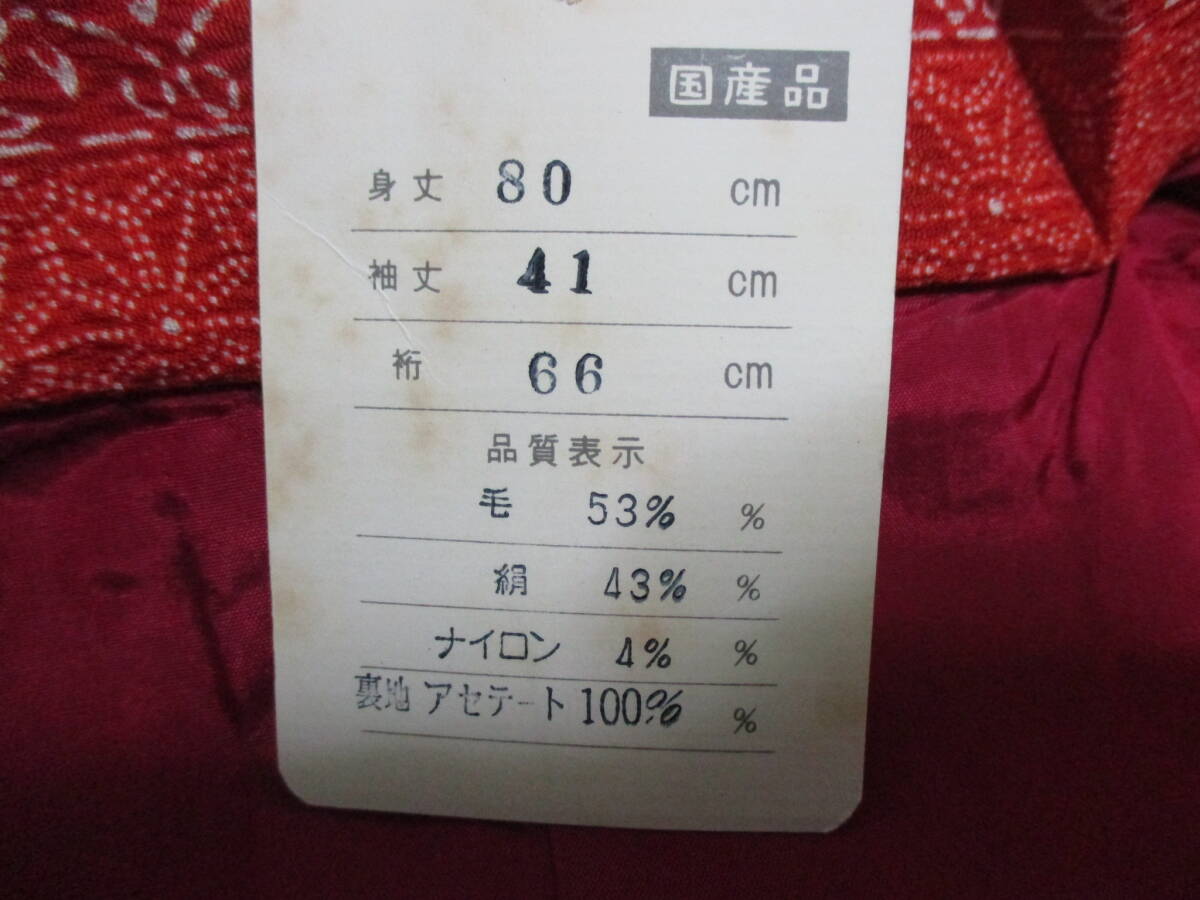 国産品
身丈 80 cm
袖丈 41 cm
裄 66 cm
品質表示
毛 53% %
絹 43% %
ナイロン 4% %
裏地 アセテート 100% %